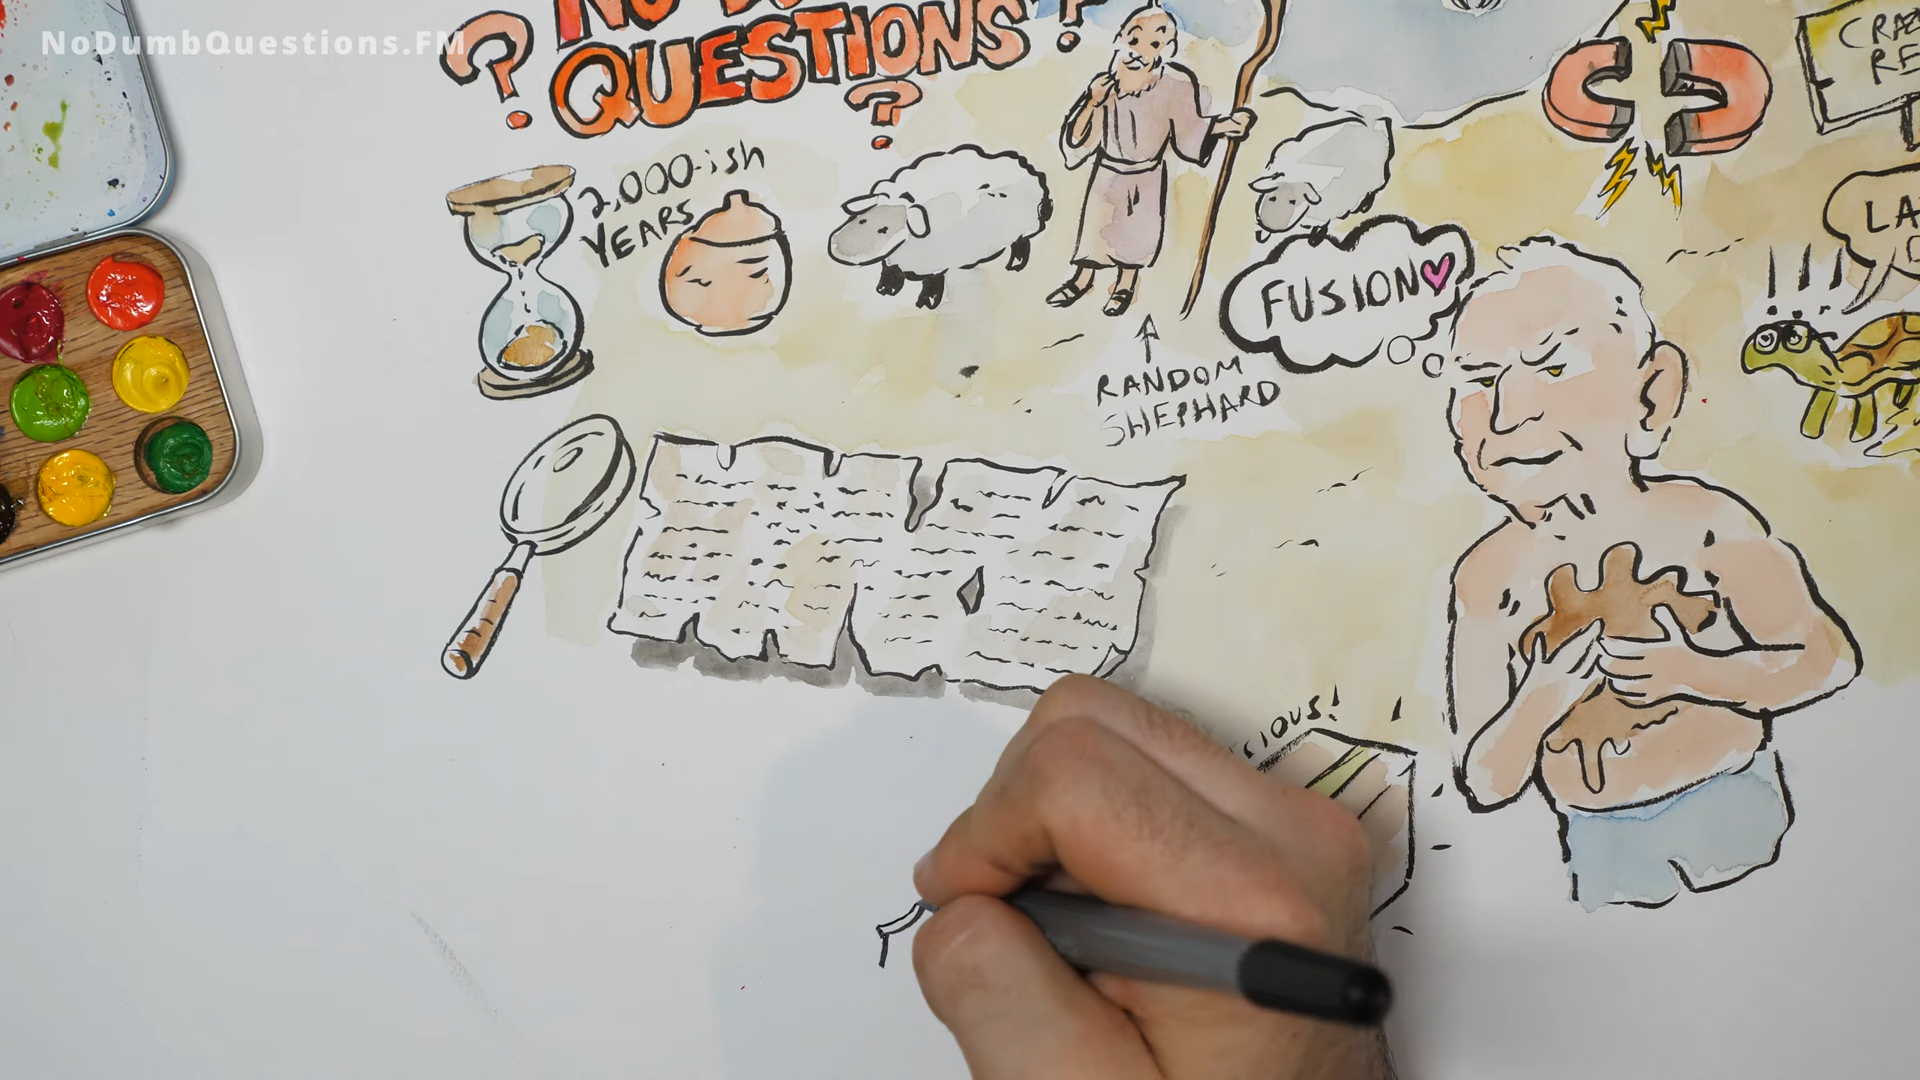 NoDumbQuestions.FM
QUESTIONS
2,000-ish
YEARS
FUSION
RANDOM
SHEPHARD